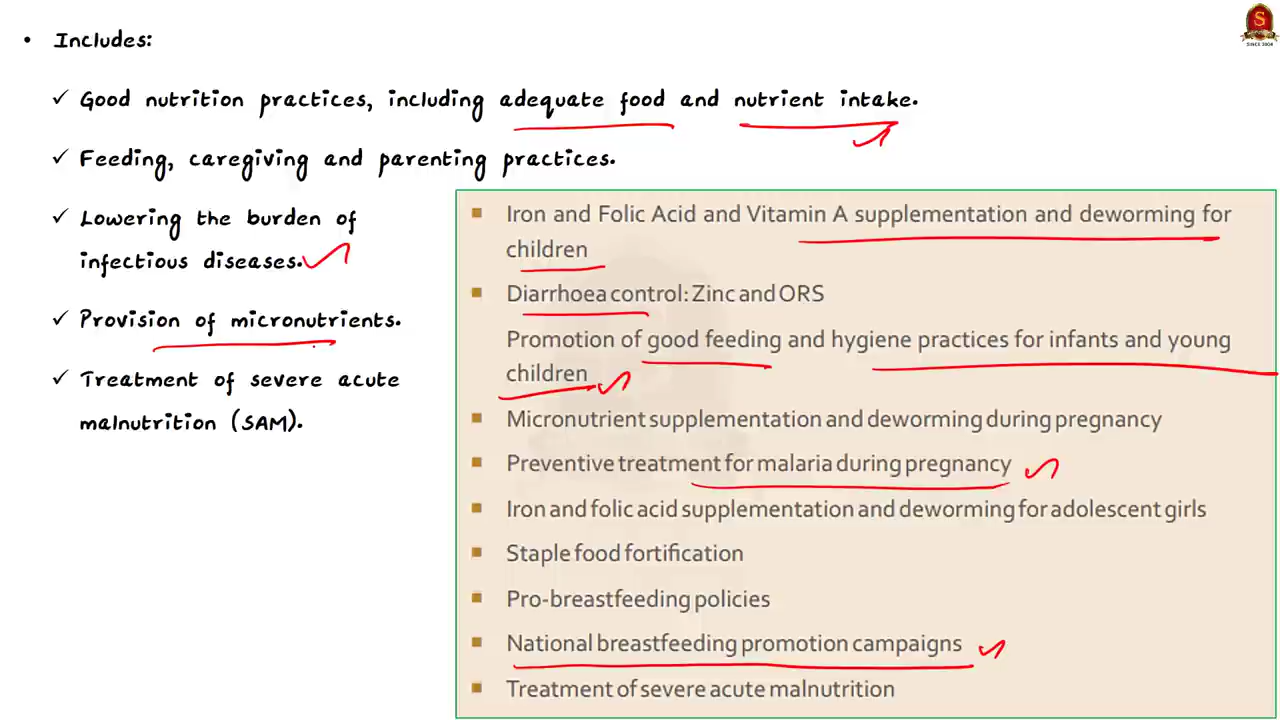 • Includes:
✓ Good nutrition practices, including adequate food and nutrient intake.
✓ Feeding, caregiving and parenting practices.
✓ Lowering the burden of
infectious diseases.
✓ Provision of micronutrients.
✓ Treatment of severe acute
malnutrition (SAM).
▪ Iron and Folic Acid and Vitamin A supplementation and deworming for
children
▪ Diarrhoea control: Zinc and ORS
Promotion of good feeding and hygiene practices for infants and young
children
▪ Micronutrient supplementation and deworming during pregnancy
▪ Preventive treatment for malaria during pregnancy
▪ Iron and folic acid supplementation and deworming for adolescent girls
▪ Staple food fortification
▪ Pro-breastfeeding policies
▪ National breastfeeding promotion campaigns
▪ Treatment of severe acute malnutrition
S
SINCE 2004